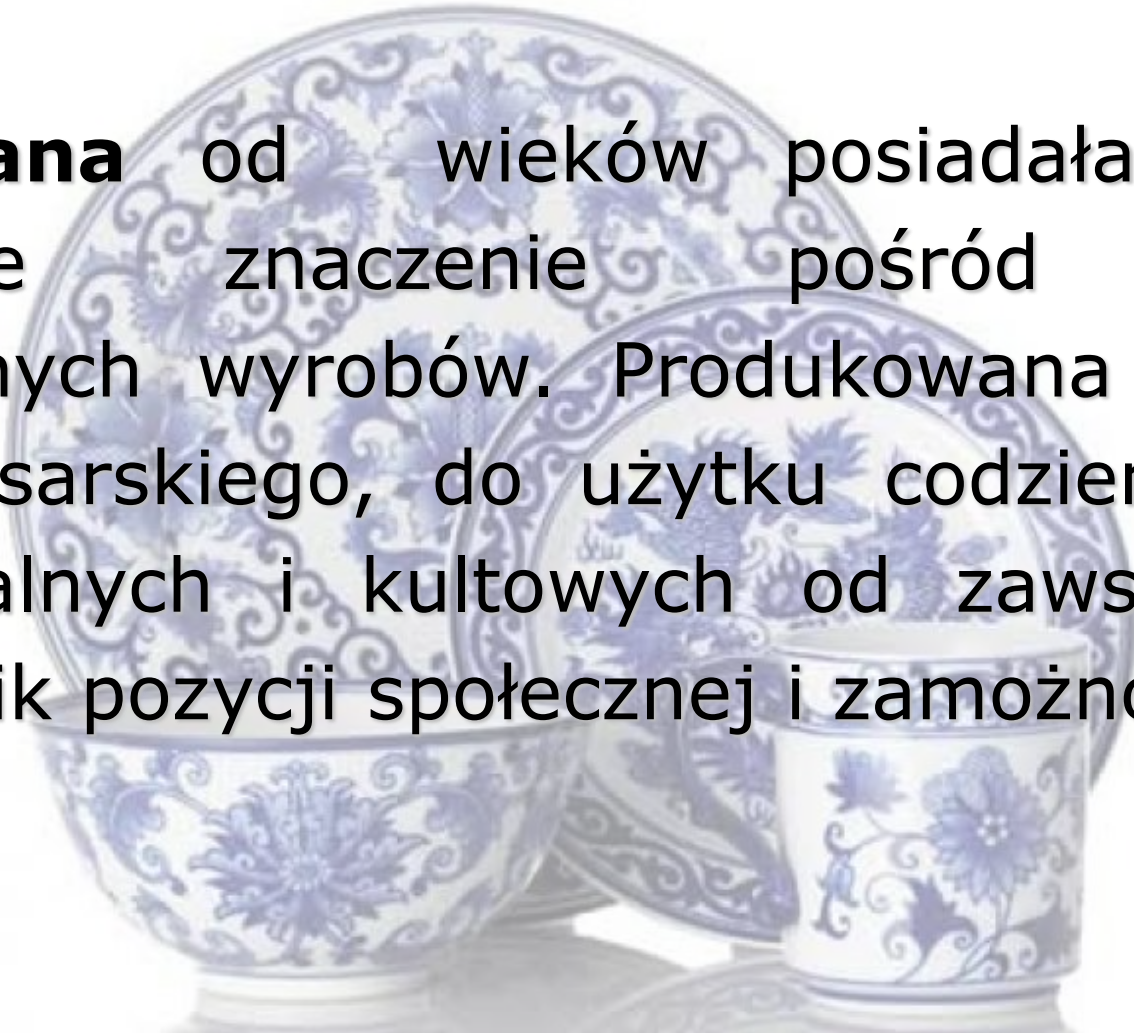 ana od wieków posiadała
e znaczenie pośród
nych wyrobów. Produkowana
sarskiego, do użytku codzien
alnych i kultowych od zaws
ik pozycji społecznej i zamożno